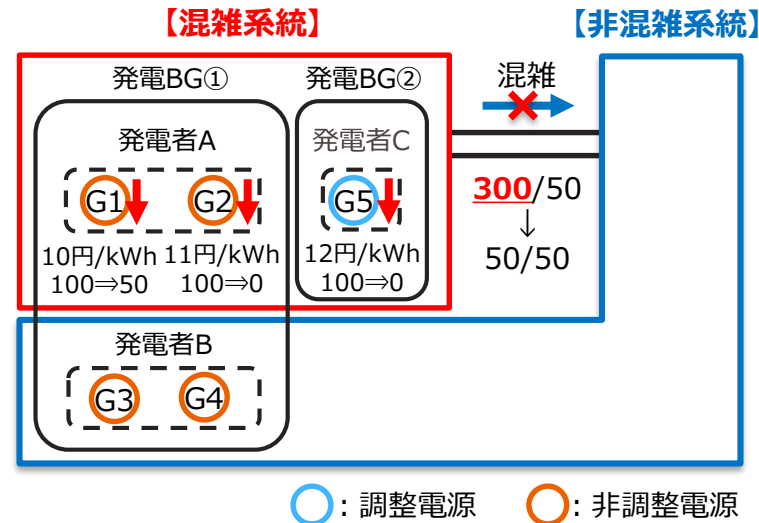 【混雑系統】
【非混雑系統】
発電BG①
発電BG②
混雑
発電者A
発電者C
G1
G2
G5
300/50
↓
50/50
10円/kWh
11円/kWh
12円/kWh
100⇒50
100⇒0
100⇒0
発電者B
G3
G4
：調整電源
：非調整電源